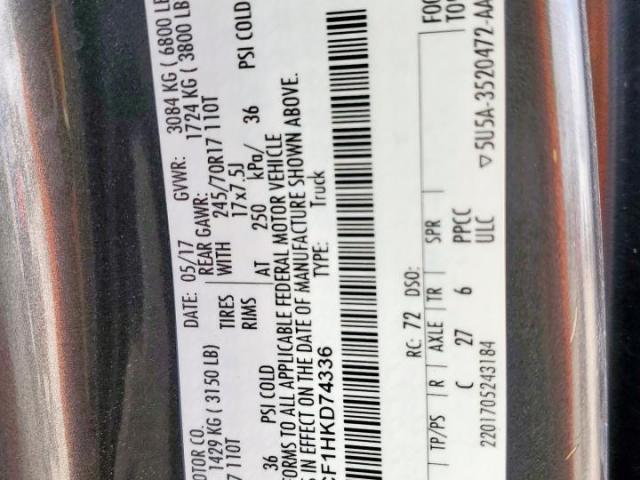 DATE: 05/17 GVWR: 3084 KG ( 6800 LB
OTOR CO. REAR GAWR: 1724 KG ( 3800 LB
1429 KG ( 3150 LB) WITH 245/70R17 110T
7 110T TIRES 17x7.5J
RIMS AT 250 kPa/ 36 PSI COLD
36 PSI COLD
FORMS TO ALL APPLICABLE FEDERAL MOTOR VEHICLE
S IN EFFECT ON THE DATE OF MANUFACTURE SHOWN ABOVE.
CF1HKD74336 TYPE: Truck
RC: 72 DSO: FOO
TOY
TP/PS R AXLE TR SPR
C 27 6 PPCC
ULC ▽5U5A-3520472-AA
2201705243184